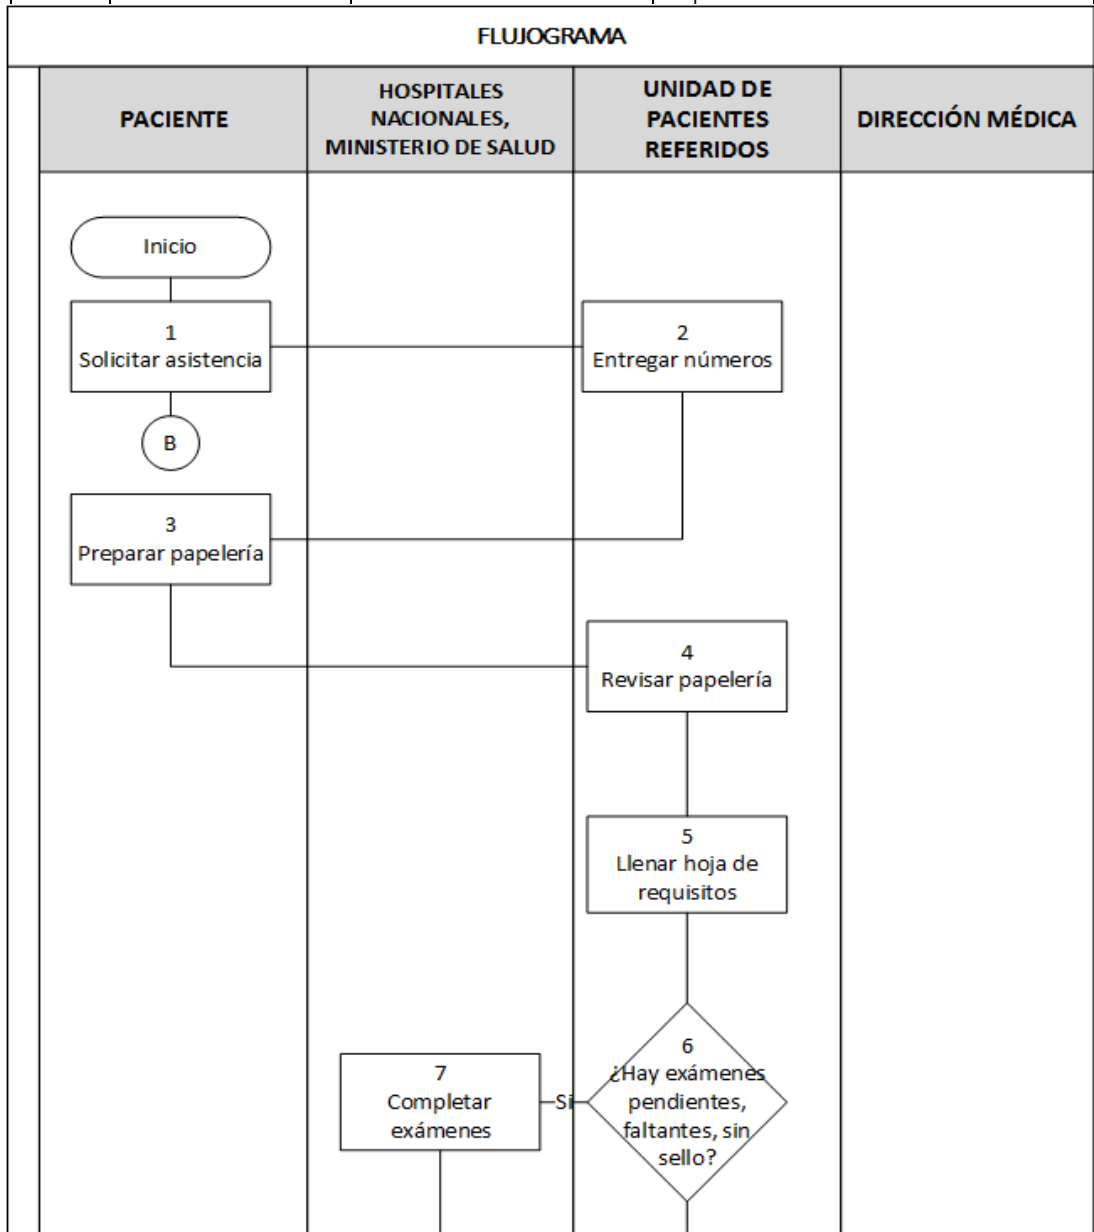 FLUJOGRAMA
PACIENTE
HOSPITALES
NACIONALES,
MINISTERIO DE SALUD
UNIDAD DE
PACIENTES
REFERIDOS
DIRECCIÓN MÉDICA
Inicio
1
Solicitar asistencia
2
Entregar números
B
3
Preparar papelería
4
Revisar papelería
5
Llenar hoja de
requisitos
6
¿Hay exámenes
pendientes,
faltantes, sin
sello?
Si
7
Completar
exámenes